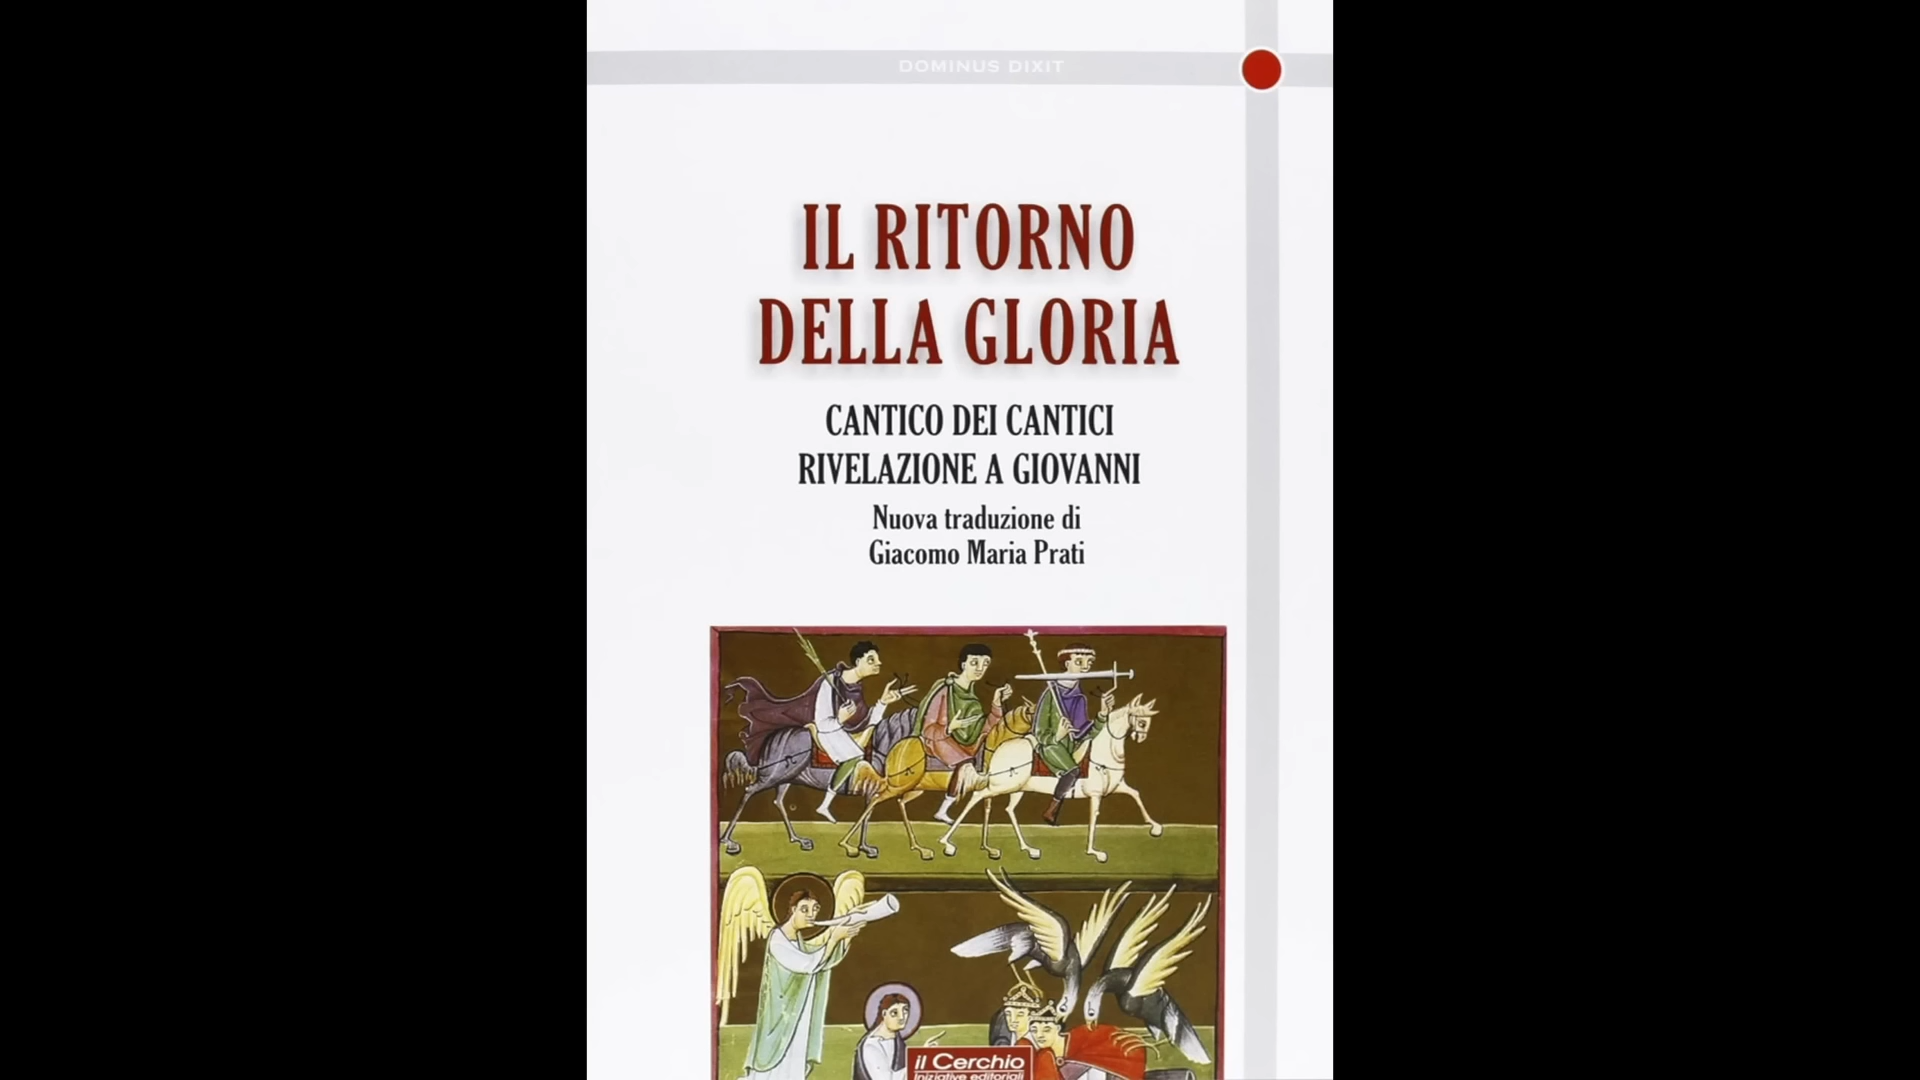 DOMINUS DIXIT
IL RITORNO
DELLA GLORIA
CANTICO DEI CANTICI
RIVELAZIONE A GIOVANNI
Nuova traduzione di
Giacomo Maria Prati
il Cerchio
Iniziative editoriali